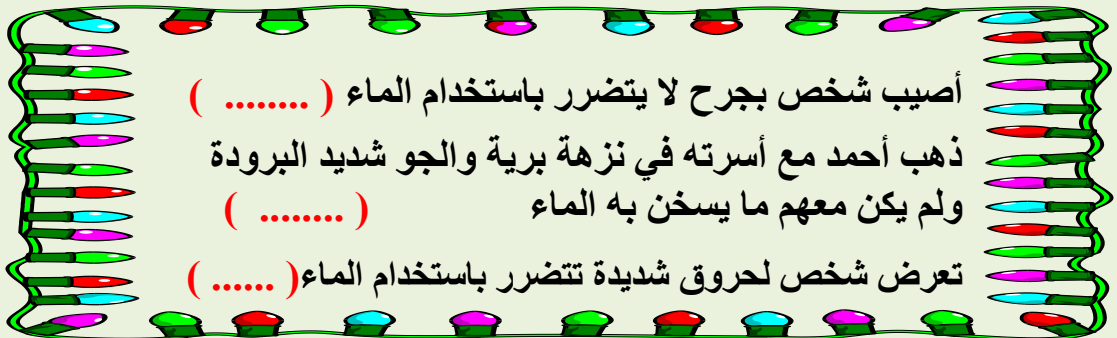 أصيب شخص بجرح لا يتضرر باستخدام الماء ( ........ )
ذهب أحمد مع أسرته في نزهة برية والجو شديد البرودة
ولم يكن معهم ما يسخن به الماء ( ........ )
تعرض شخص لحروق شديدة تتضرر باستخدام الماء( ...... )